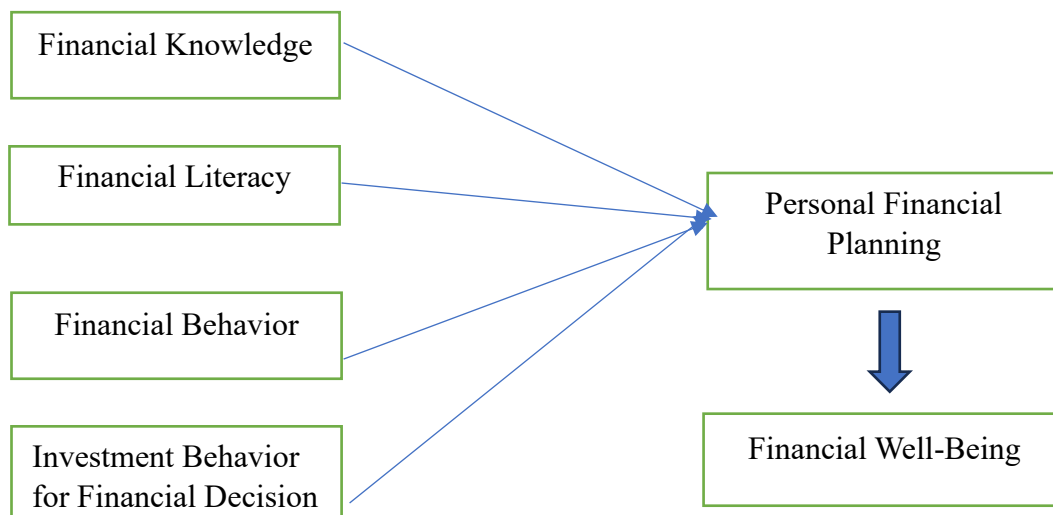 Financial Knowledge
Financial Literacy
Financial Behavior
Investment Behavior
for Financial Decision
Personal Financial
Planning
Financial Well-Being